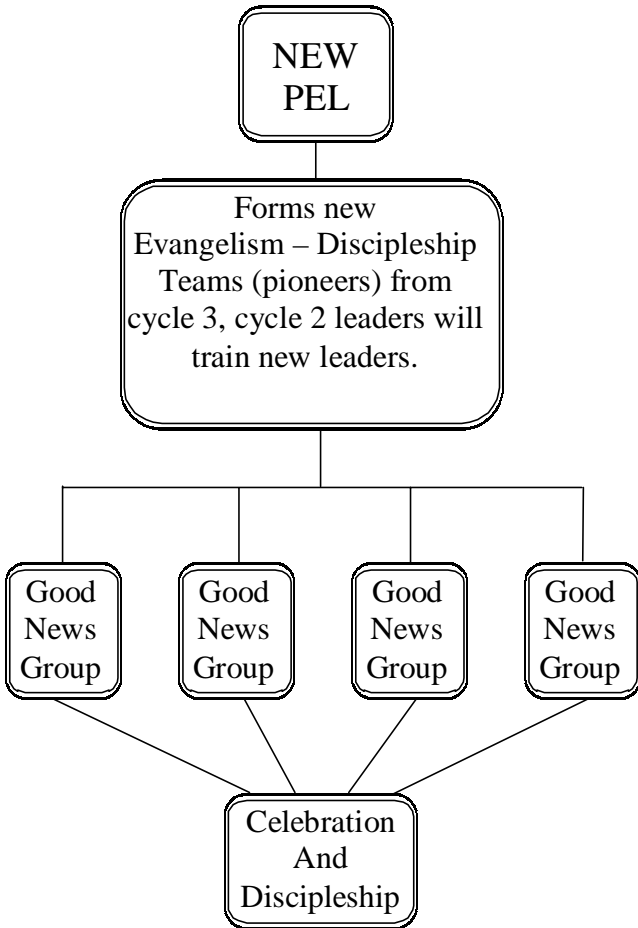 NEW
PEL
Forms new
Evangelism – Discipleship
Teams (pioneers) from
cycle 3, cycle 2 leaders will
train new leaders.
Good
News
Group
Good
News
Group
Good
News
Group
Good
News
Group
Celebration
And
Discipleship